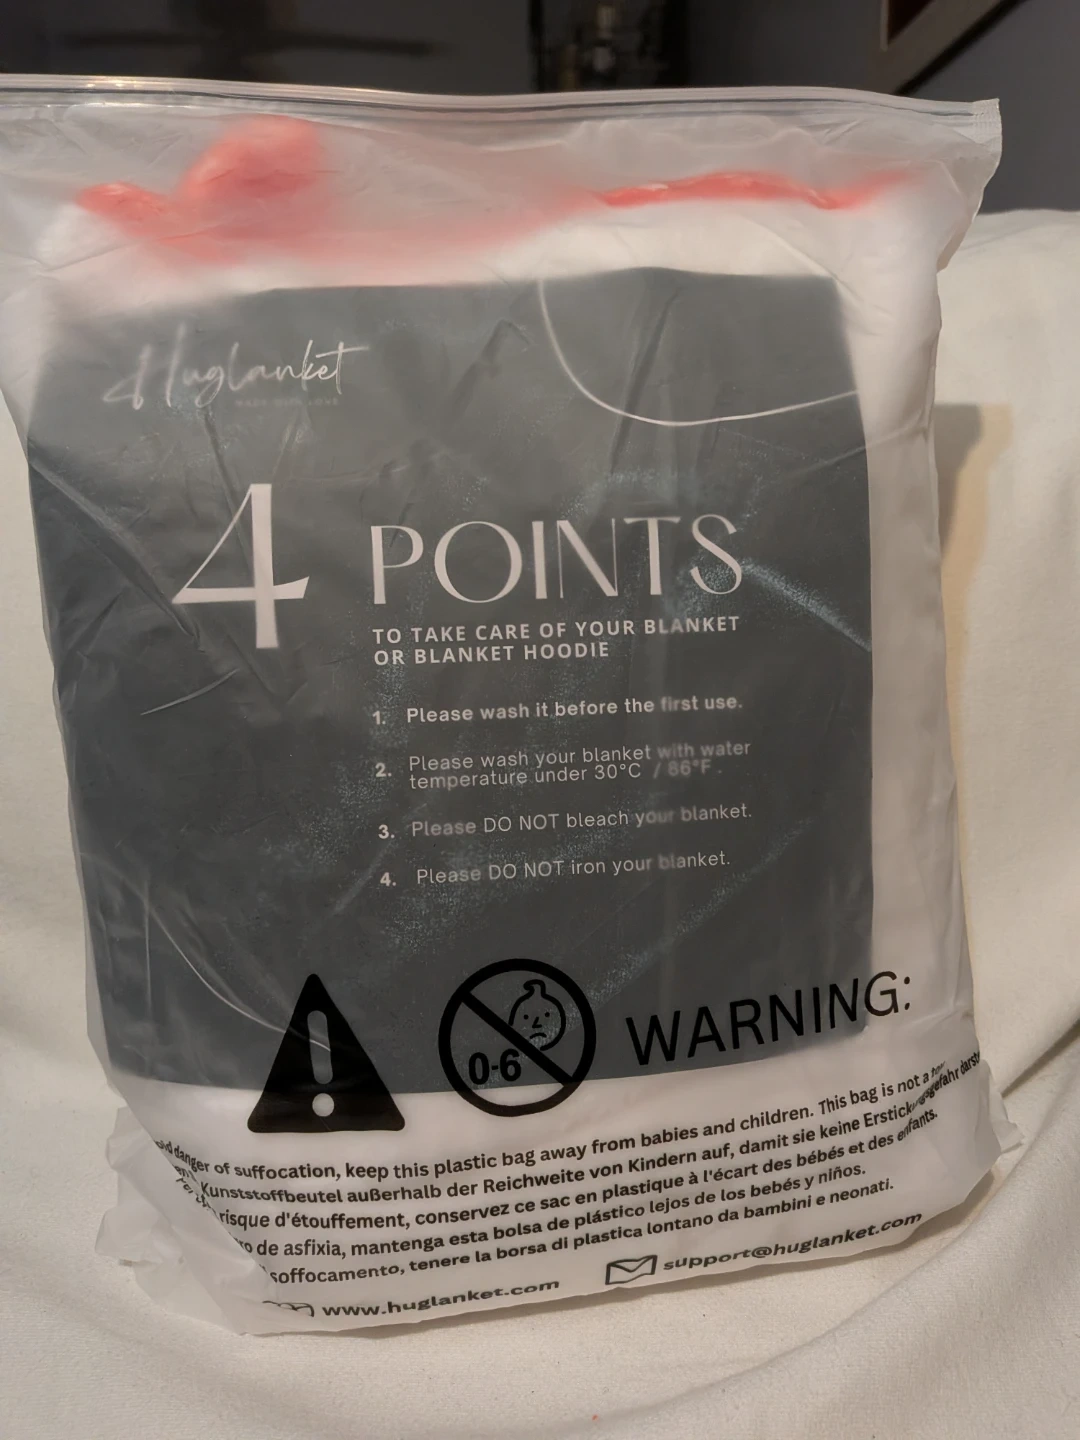 Huglanket
MADE WITH LOVE
4 POINTS
TO TAKE CARE OF YOUR BLANKET
OR BLANKET HOODIE
1. Please wash it before the first use.
2. Please wash your blanket with water
temperature under 30°C / 86°F.
3. Please DO NOT bleach your blanket.
4. Please DO NOT iron your blanket.
0-6
WARNING:
danger of suffocation, keep this plastic bag away from babies and children. This bag is not a
Kunststoffbeutel außerhalb der Reichweite von Kindern auf, damit sie keine Erstickungsgefahr
risque d'étouffement, conservez ce sac en plastique à l'écart des bébés et des enfants.
de asfixia, mantenga esta bolsa de plástico lejos de los bebés y niños.
soffocamento, tenere la borsa di plastica lontano da bambini e neonati.
www.huglanket.com
support@huglanket.com